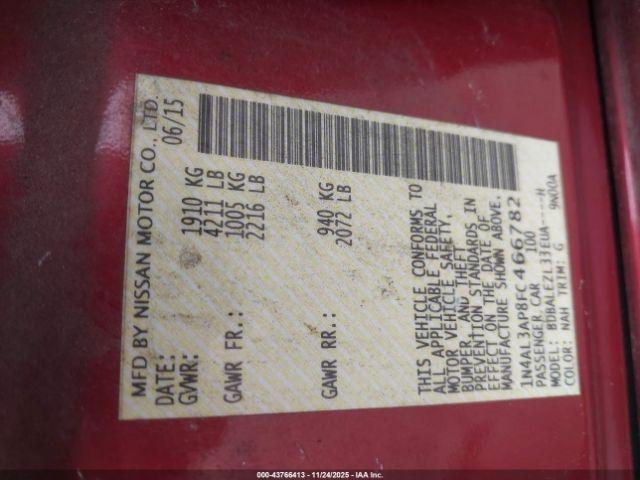 MFD BY NISSAN MOTOR CO., LTD.
DATE: 06/15
GVWR: 1910 KG
4211 LB
GAWR FR.: 1005 KG
2216 LB
GAWR RR.: 940 KG
2072 LB
THIS VEHICLE CONFORMS TO
ALL APPLICABLE FEDERAL
MOTOR VEHICLE SAFETY,
BUMPER, AND THEFT
PREVENTION STANDARDS IN
EFFECT ON THE DATE OF
MANUFACTURE SHOWN ABOVE.
1N4AL3AP8FC466782
PASSENGER CAR 100
MODEL: BDBALEZL33EUA----H
COLOR: NAH TRIM: G 9N00A
000-43766413 - 11/24/2025 - IAA Inc.